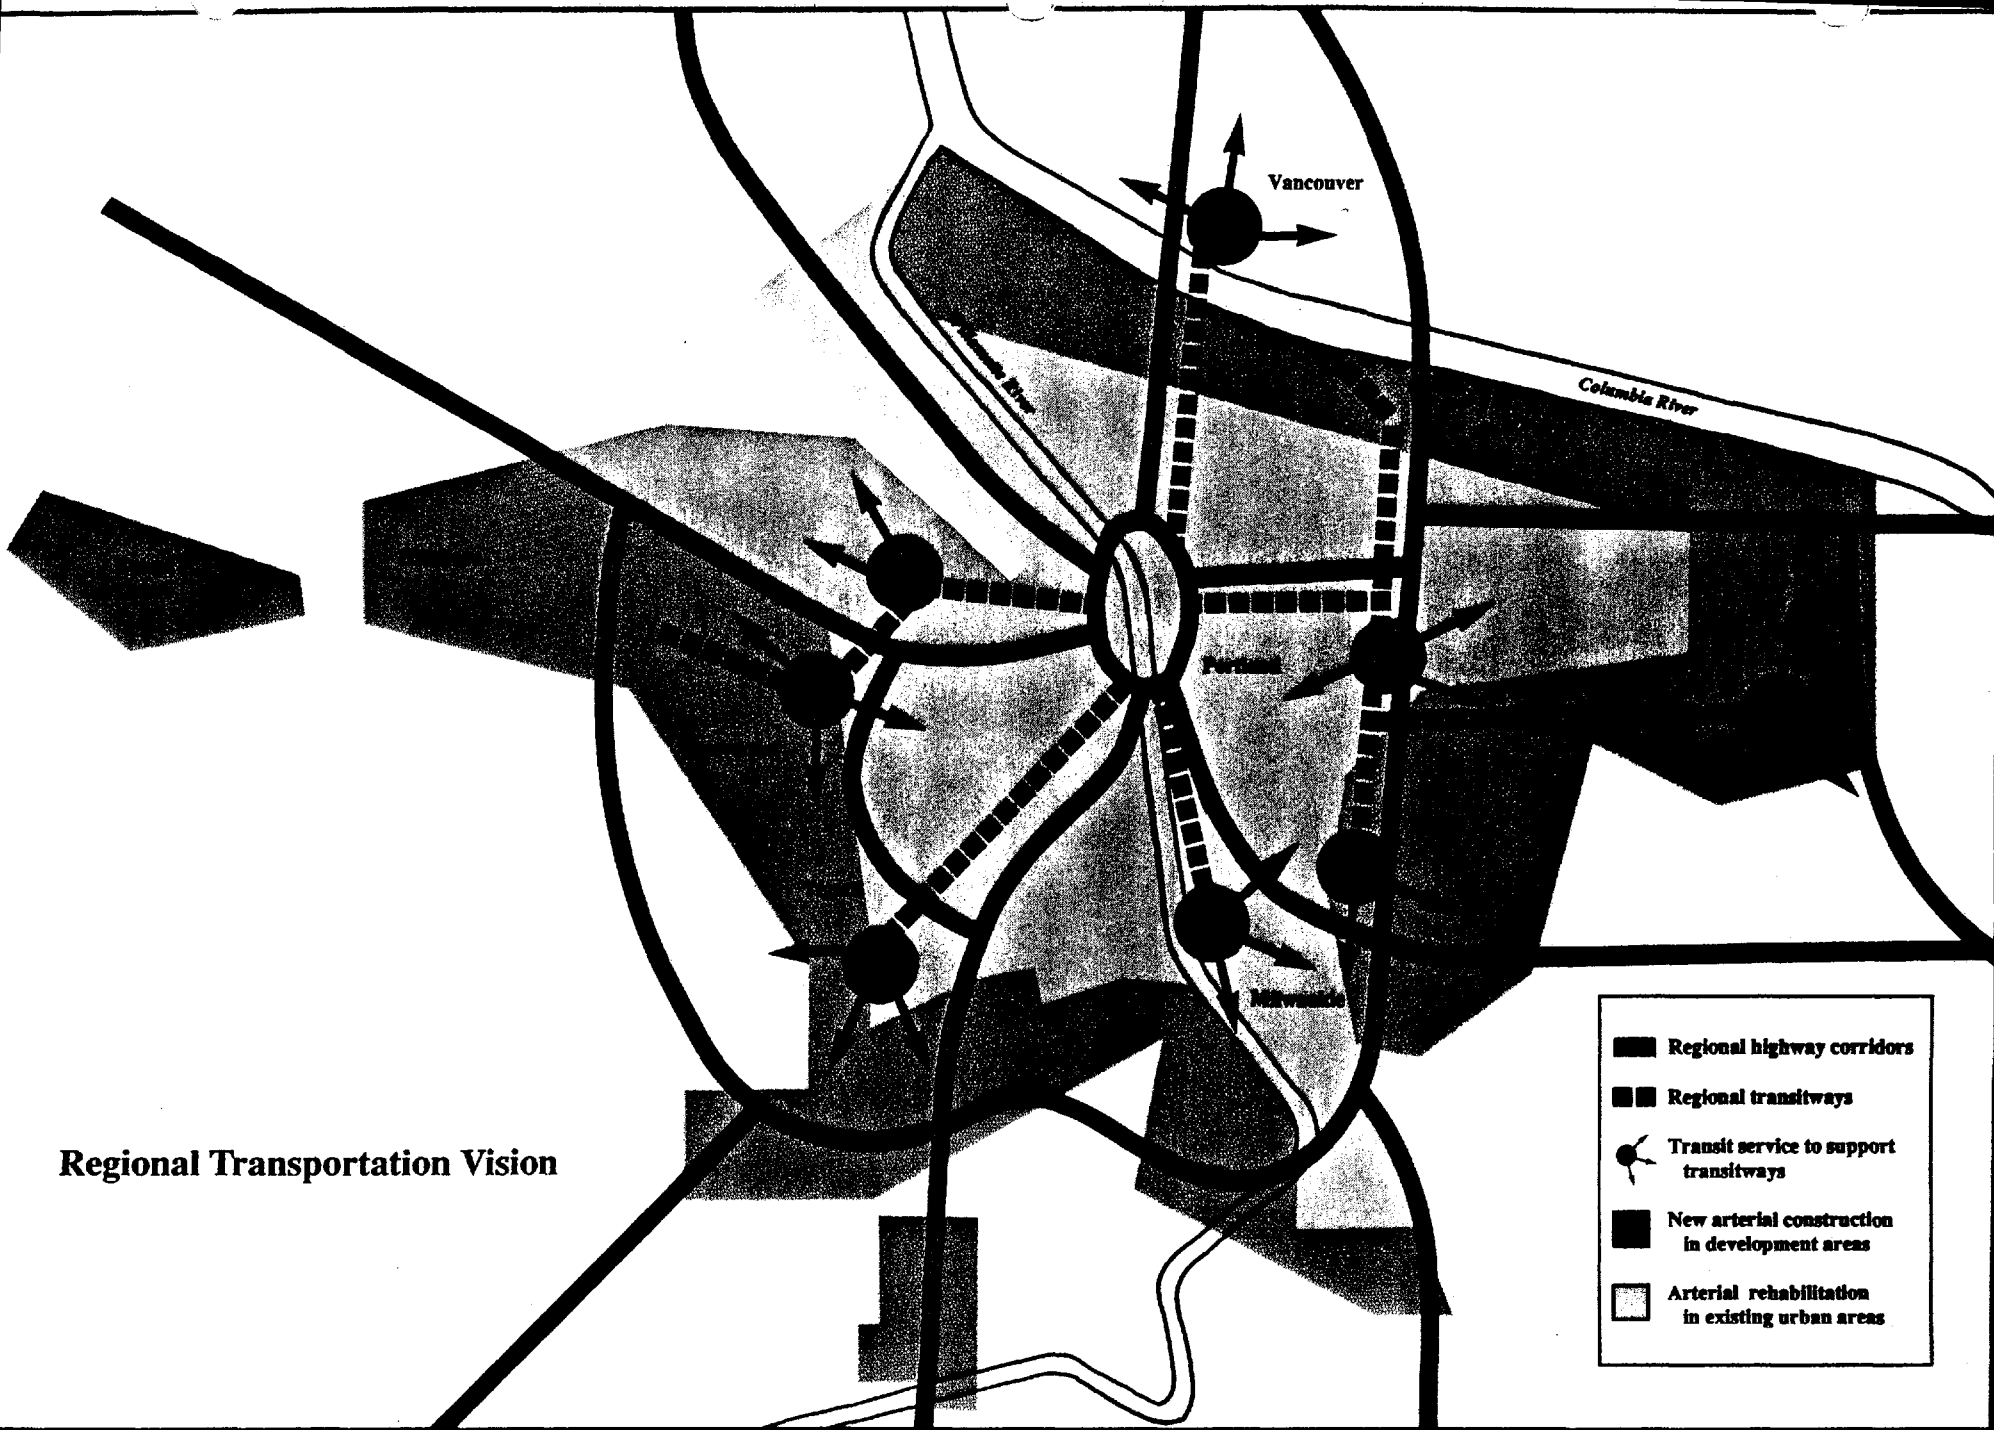 Vancouver
Columbia River
River
Portland
Milwaukie
Regional Transportation Vision
Regional highway corridors
Regional transitways
Transit service to support
transitways
New arterial construction
in development areas
Arterial rehabilitation
in existing urban areas